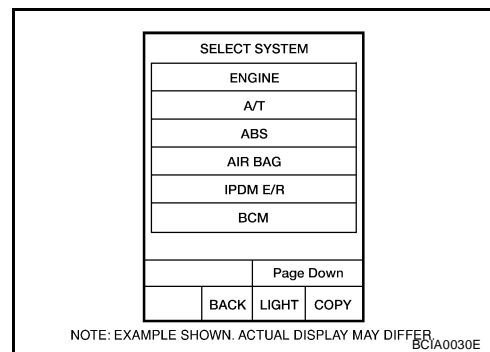 SELECT SYSTEM
ENGINE
A/T
ABS
AIR BAG
IPDM E/R
BCM
Page Down
BACK LIGHT COPY
NOTE: EXAMPLE SHOWN. ACTUAL DISPLAY MAY DIFFER
BCIA0030E